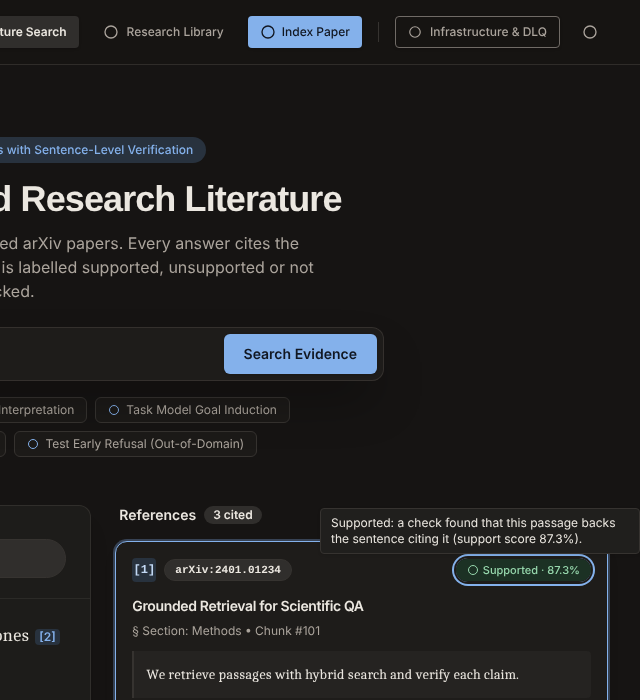 ture Search
Research Library
Index Paper
Infrastructure & DLQ
s with Sentence-Level Verification
d Research Literature
ed arXiv papers. Every answer cites the
is labelled supported, unsupported or not
cked.
Search Evidence
nterpretation
Task Model Goal Induction
Test Early Refusal (Out-of-Domain)
References
3 cited
Supported: a check found that this passage backs
the sentence citing it (support score 87.3%).
[1]
arXiv:2401.01234
Supported · 87.3%
Grounded Retrieval for Scientific QA
§ Section: Methods • Chunk #101
ones [2]
We retrieve passages with hybrid search and verify each claim.